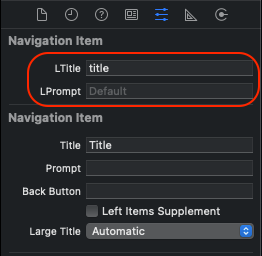 Navigation Item
LTitle title
LPrompt Default
Navigation Item
Title Title
Prompt
Back Button
Left Items Supplement
Large Title Automatic